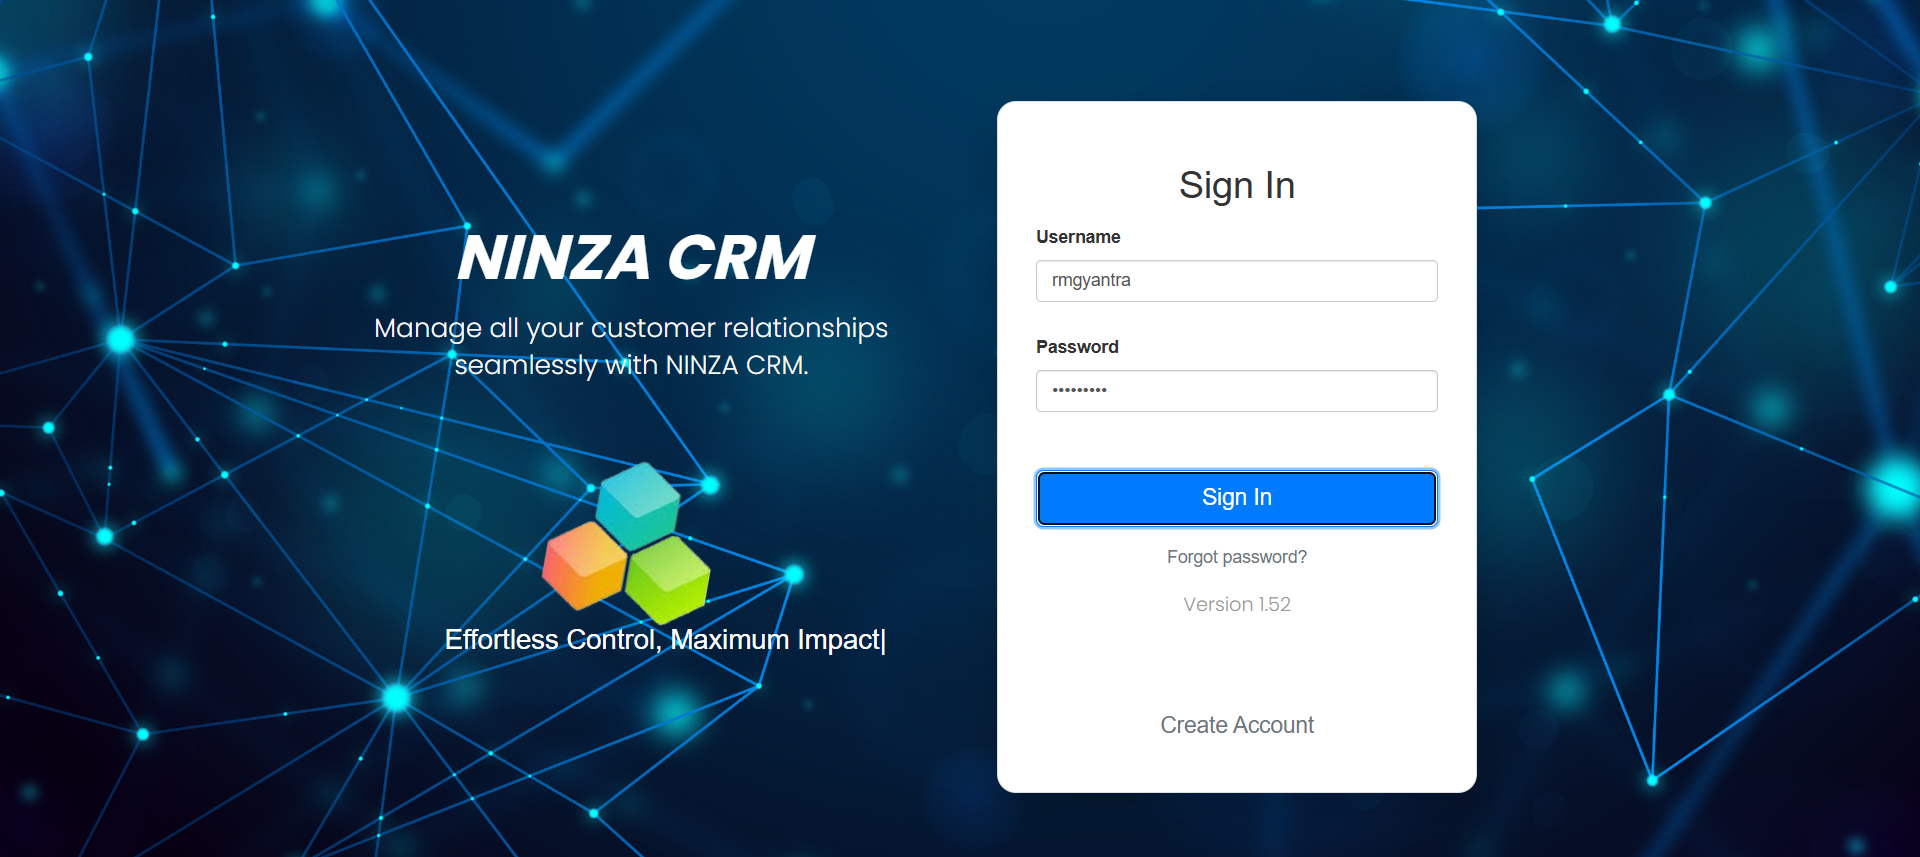 NINZA CRM
Manage all your customer relationships
seamlessly with NINZA CRM.
Effortless Control, Maximum Impact|
Sign In
Username
rmgyantra
Password
•••••••••
Sign In
Forgot password?
Version 1.52
Create Account